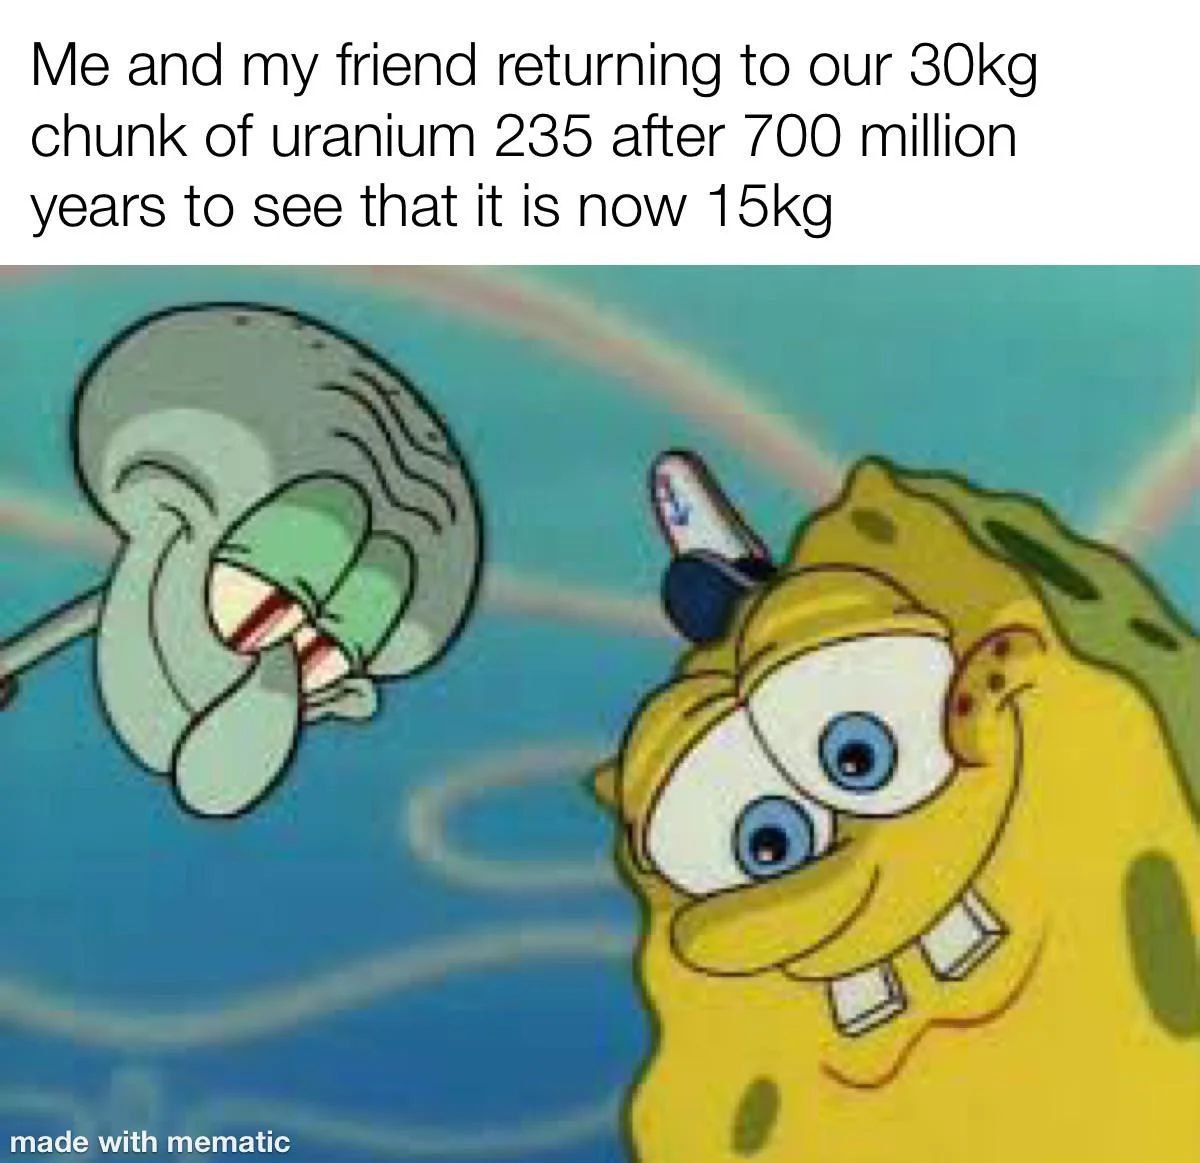 Me and my friend returning to our 30kg
chunk of uranium 235 after 700 million
years to see that it is now 15kg
made with mematic